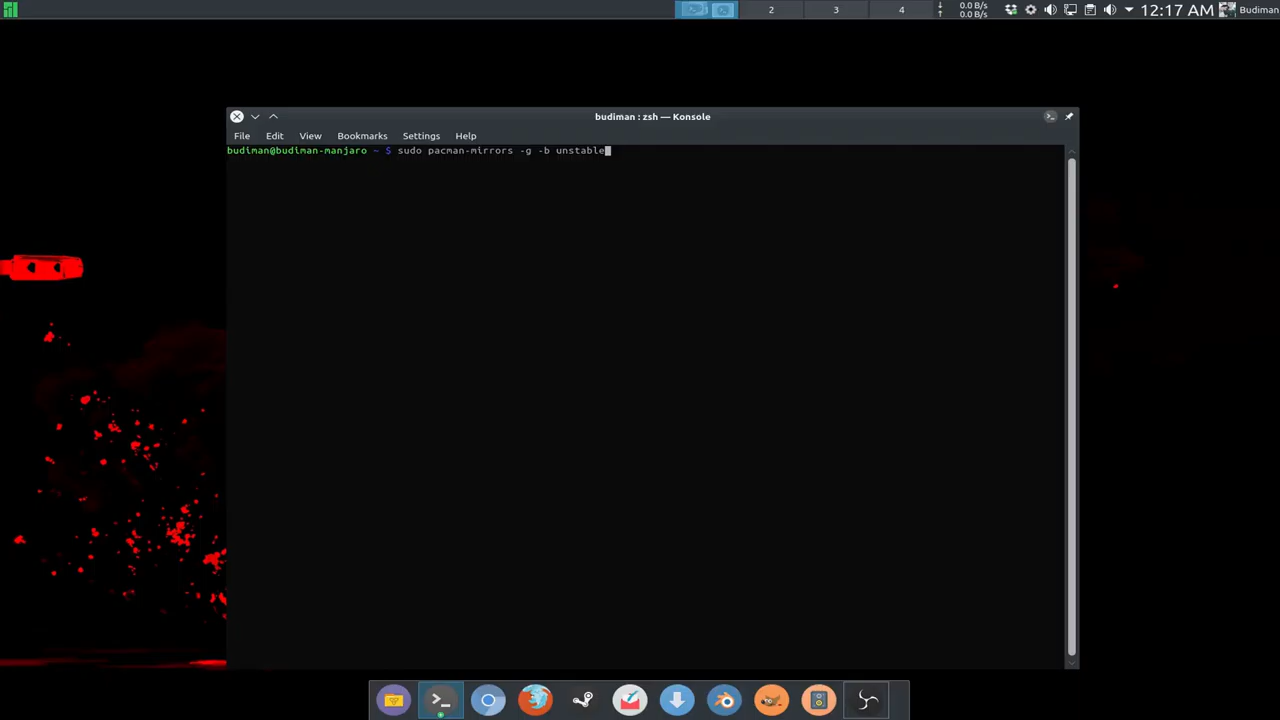 2 3 4 0.0 B/s 12:17 AM Budiman
0.0 B/s
budiman : zsh — Konsole
File Edit View Bookmarks Settings Help
budiman@budiman-manjaro ~ $ sudo pacman-mirrors -g -b unstable